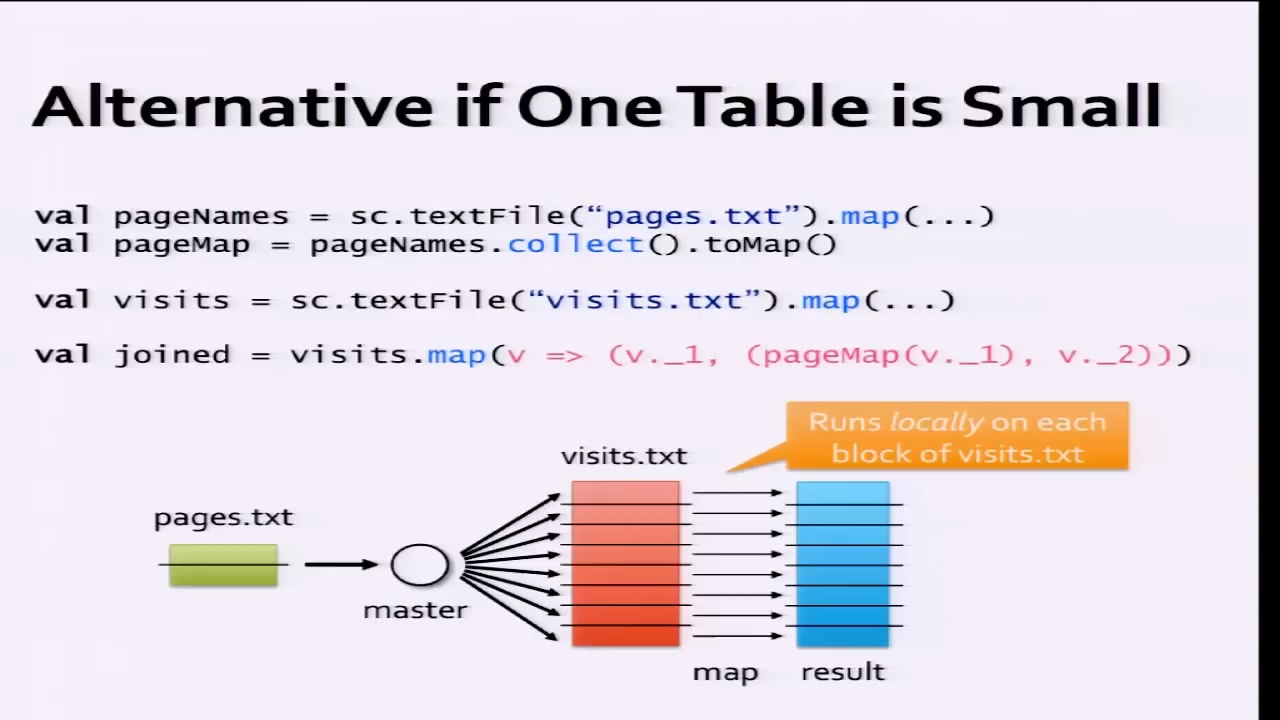 Alternative if One Table is Small
val pageNames = sc.textFile(“pages.txt”).map(...)
val pageMap = pageNames.collect().toMap()
val visits = sc.textFile(“visits.txt”).map(...)
val joined = visits.map(v => (v._1, (pageMap(v._1), v._2)))
Runs locally on each
block of visits.txt
visits.txt
pages.txt
master
map
result